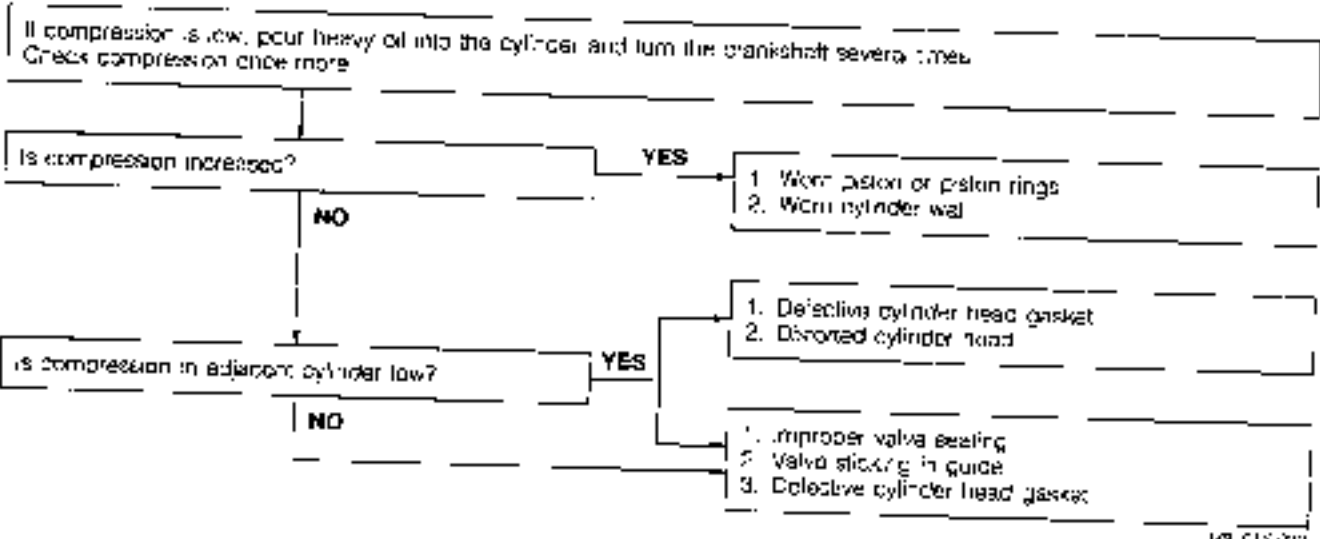 If compression is low, pour heavy oil into the cylinder and turn the crankshaft several times
Check compression once more
Is compression increased?
YES
1. Worn piston or piston rings
2. Worn cylinder wall
NO
1. Defective cylinder head gasket
2. Distorted cylinder head
Is compression in adjacent cylinder low?
YES
NO
1. Improper valve seating
2. Valve sticking in guide
3. Defective cylinder head gasket